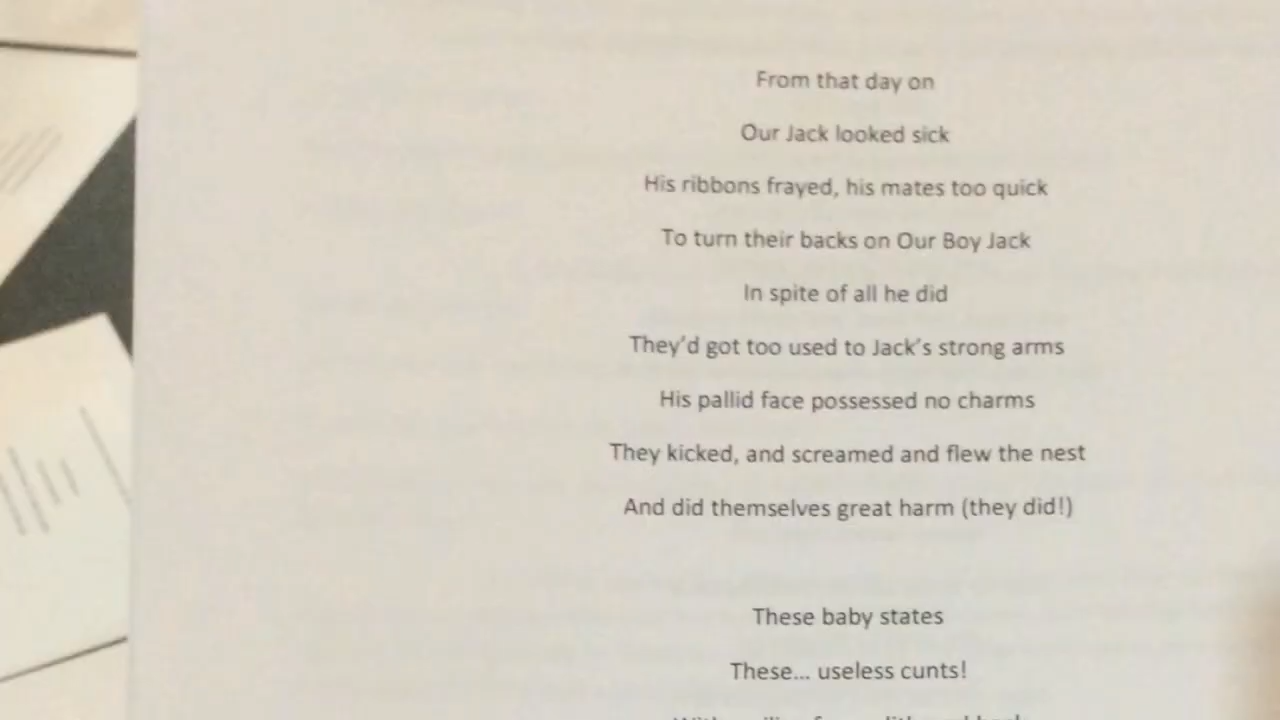 From that day on
Our Jack looked sick
His ribbons frayed, his mates too quick
To turn their backs on Our Boy Jack
In spite of all he did
They'd got too used to Jack's strong arms
His pallid face possessed no charms
They kicked, and screamed and flew the nest
And did themselves great harm (they did!)
These baby states
These... useless cunts!